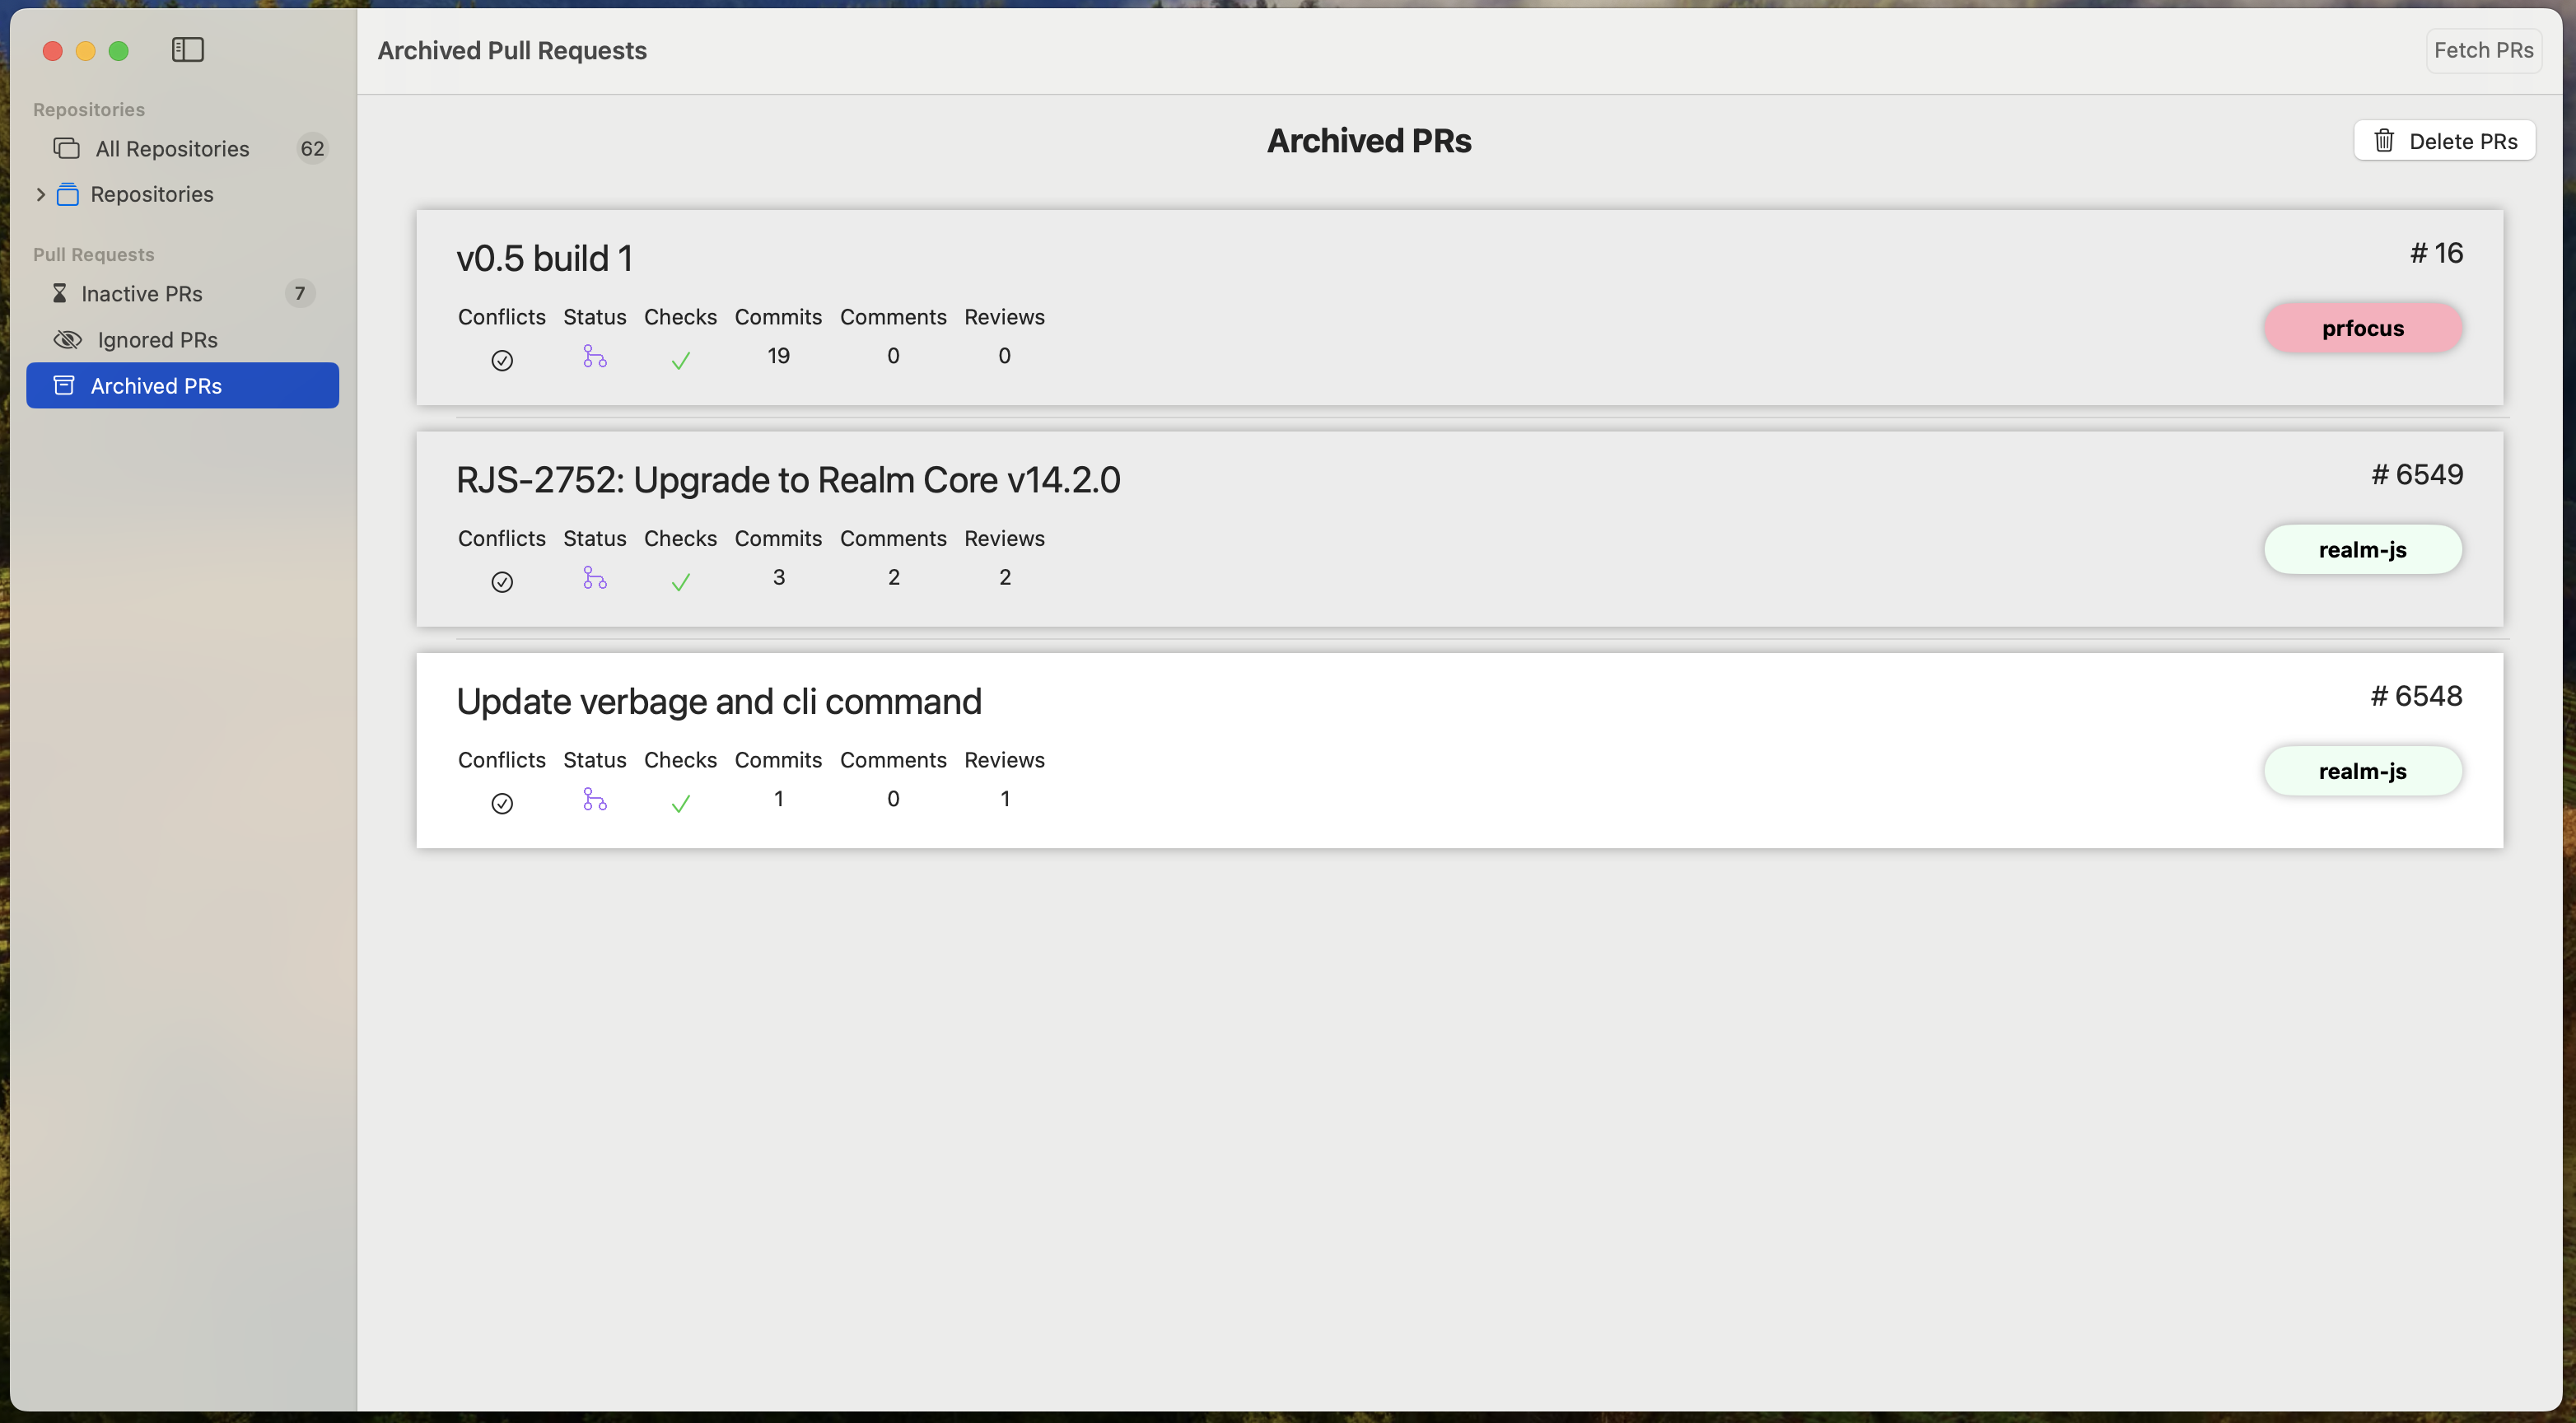 Archived Pull Requests
Fetch PRs
Repositories
All Repositories 62
Repositories
Pull Requests
Inactive PRs 7
Ignored PRs
Archived PRs
Archived PRs
Delete PRs
v0.5 build 1
# 16
Conflicts Status Checks Commits Comments Reviews
19 0 0
prfocus
RJS-2752: Upgrade to Realm Core v14.2.0
# 6549
Conflicts Status Checks Commits Comments Reviews
3 2 2
realm-js
Update verbage and cli command
# 6548
Conflicts Status Checks Commits Comments Reviews
1 0 1
realm-js